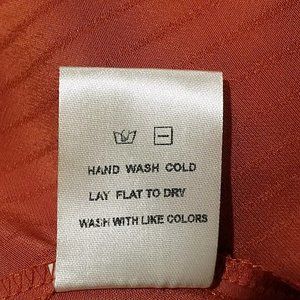 HAND WASH COLD
LAY FLAT TO DRY
WASH WITH LIKE COLORS